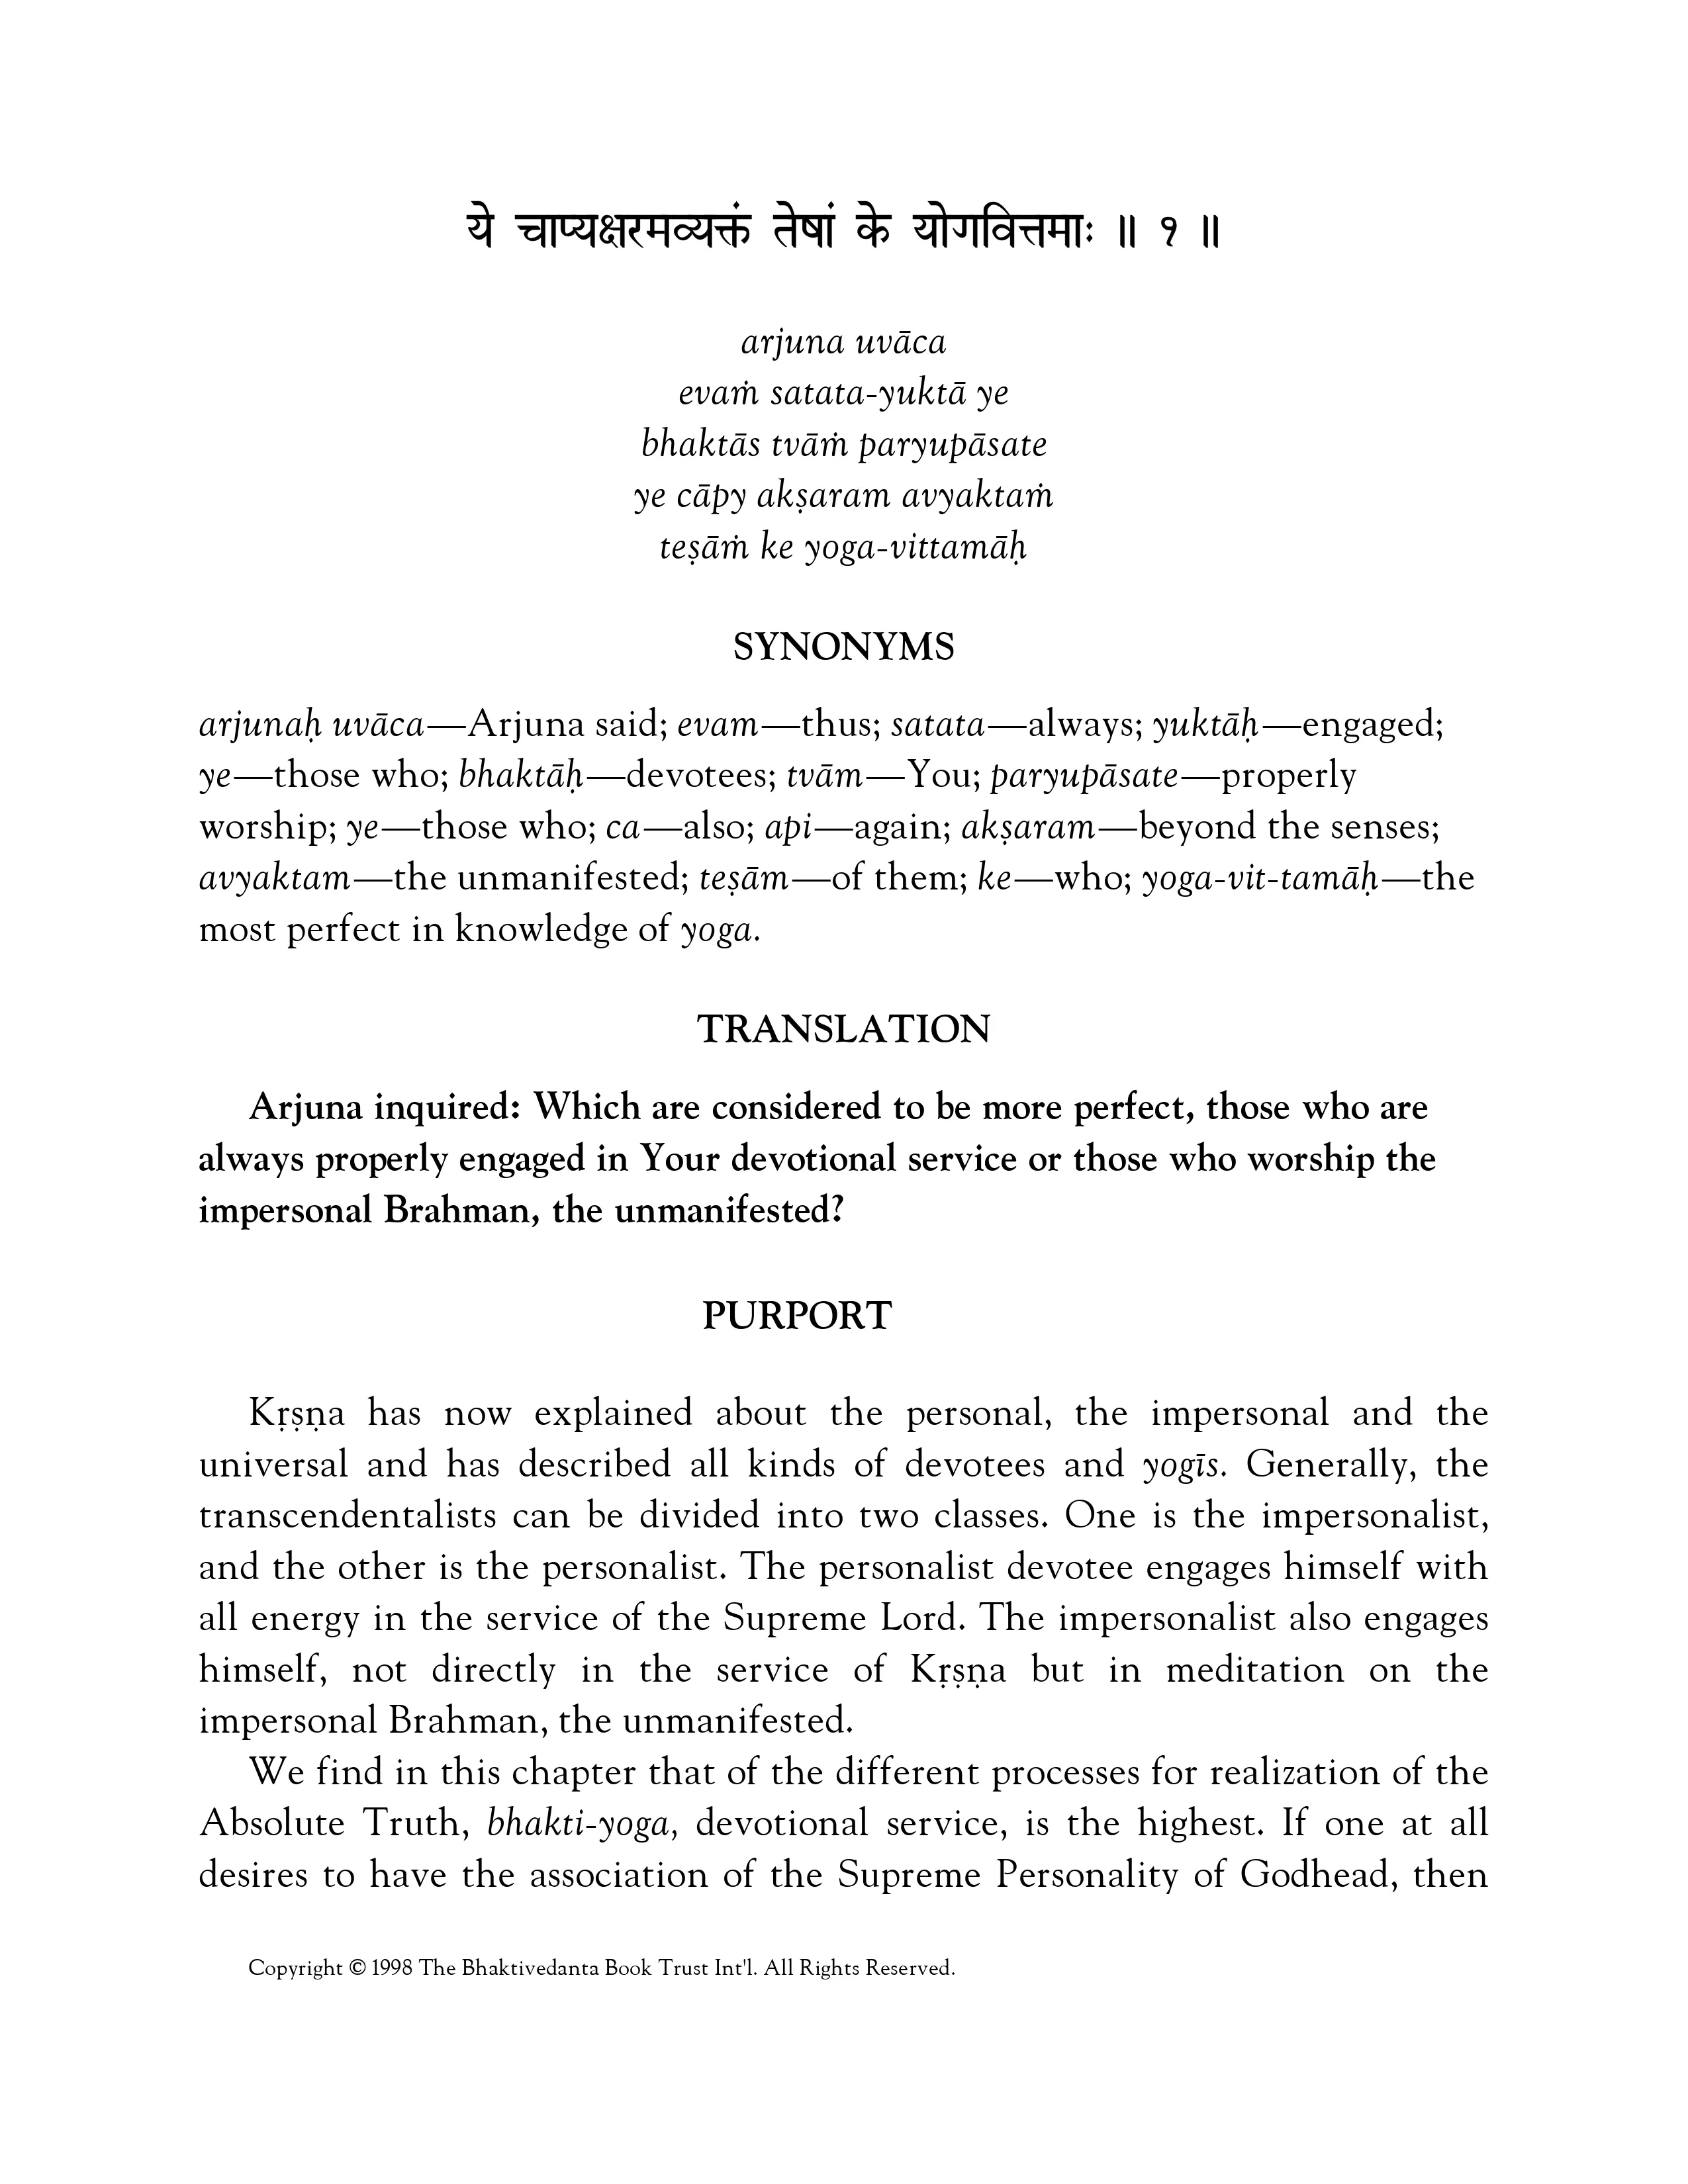 ये चाप्यक्षरमव्यक्तं तेषां के योगवित्तमाः ॥ १ ॥
arjuna uvāca
evaṁ satata-yuktā ye
bhaktās tvāṁ paryupāsate
ye cāpy akṣaram avyaktaṁ
teṣāṁ ke yoga-vittamāḥ
SYNONYMS
arjunaḥ uvāca—Arjuna said; evam—thus; satata—always; yuktāḥ—engaged;
ye—those who; bhaktāḥ—devotees; tvām—You; paryupāsate—properly
worship; ye—those who; ca—also; api—again; akṣaram—beyond the senses;
avyaktam—the unmanifested; teṣām—of them; ke—who; yoga-vit-tamāḥ—the
most perfect in knowledge of yoga.
TRANSLATION
Arjuna inquired: Which are considered to be more perfect, those who are
always properly engaged in Your devotional service or those who worship the
impersonal Brahman, the unmanifested?
PURPORT
Kṛṣṇa has now explained about the personal, the impersonal and the
universal and has described all kinds of devotees and yogīs. Generally, the
transcendentalists can be divided into two classes. One is the impersonalist,
and the other is the personalist. The personalist devotee engages himself with
all energy in the service of the Supreme Lord. The impersonalist also engages
himself, not directly in the service of Kṛṣṇa but in meditation on the
impersonal Brahman, the unmanifested.
We find in this chapter that of the different processes for realization of the
Absolute Truth, bhakti-yoga, devotional service, is the highest. If one at all
desires to have the association of the Supreme Personality of Godhead, then
Copyright © 1998 The Bhaktivedanta Book Trust Int'l. All Rights Reserved.